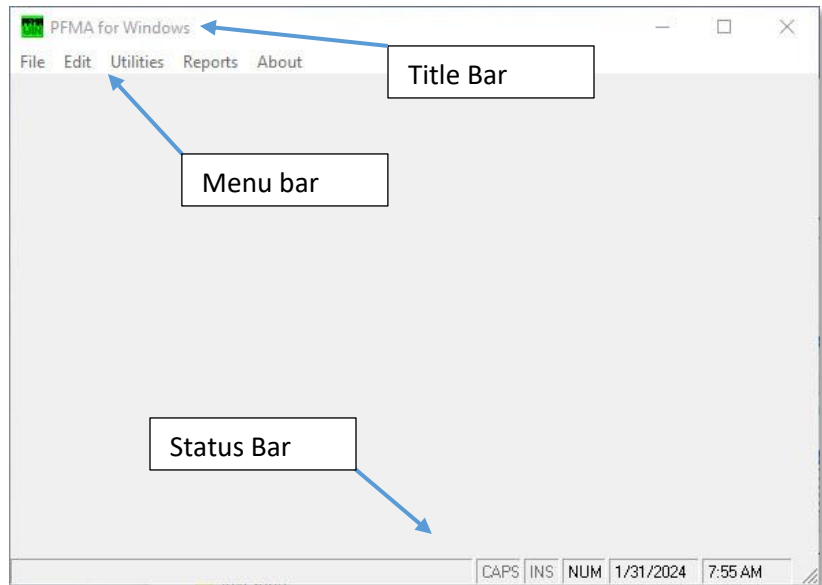 PFMA for Windows
File Edit Utilities Reports About
Title Bar
Menu bar
Status Bar
CAPS INS NUM 1/31/2024 7:55 AM